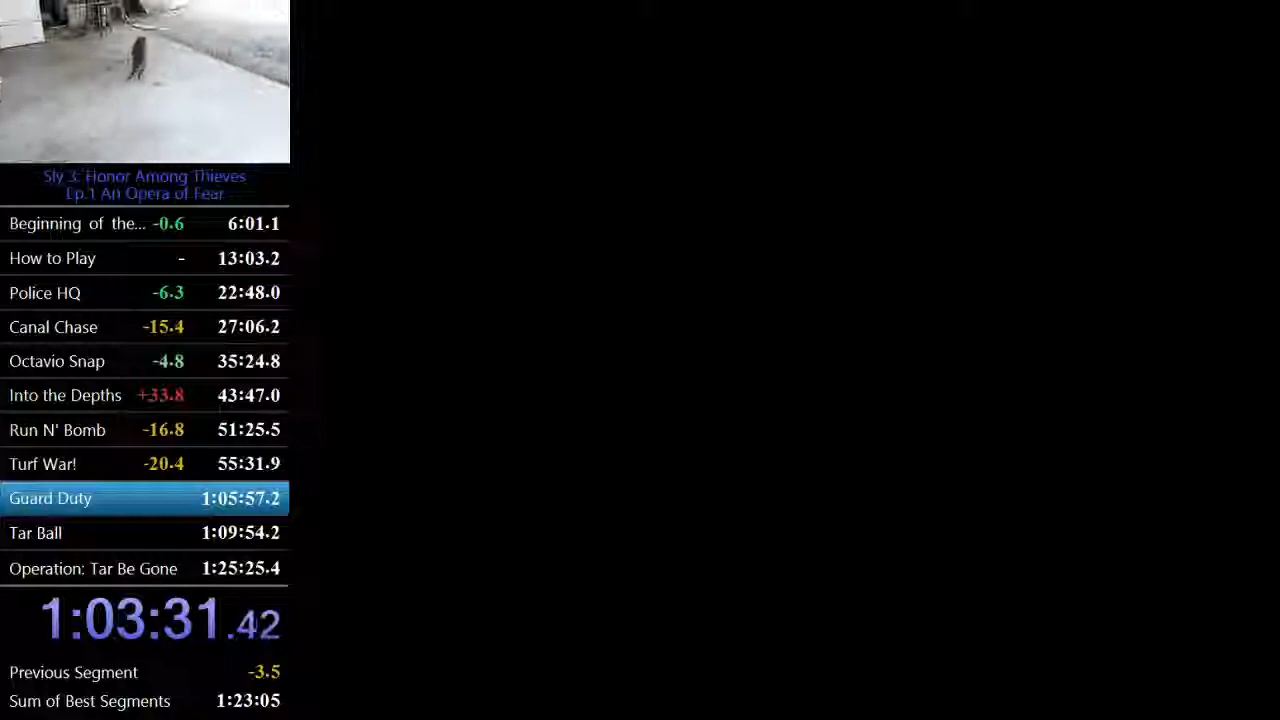 Sly 3: Honor Among Thieves
Ep.1 An Opera of Fear
Beginning of the... -0.6 6:01.1
How to Play - 13:03.2
Police HQ -6.3 22:48.0
Canal Chase -15.4 27:06.2
Octavio Snap -4.8 35:24.8
Into the Depths +33.8 43:47.0
Run N' Bomb -16.8 51:25.5
Turf War! -20.4 55:31.9
Guard Duty 1:05:57.2
Tar Ball 1:09:54.2
Operation: Tar Be Gone 1:25:25.4
1:03:31.42
Previous Segment -3.5
Sum of Best Segments 1:23:05